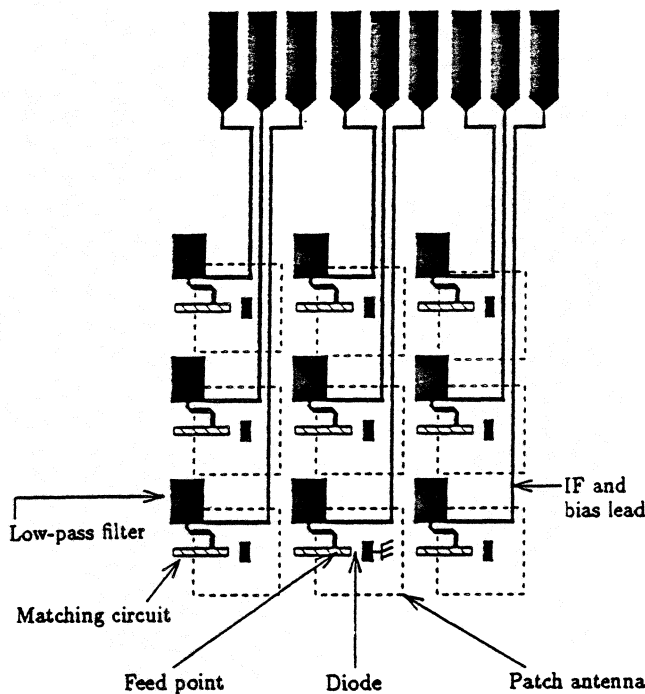 IF and
bias lead
Low-pass filter
Matching circuit
Feed point
Diode
Patch antenna